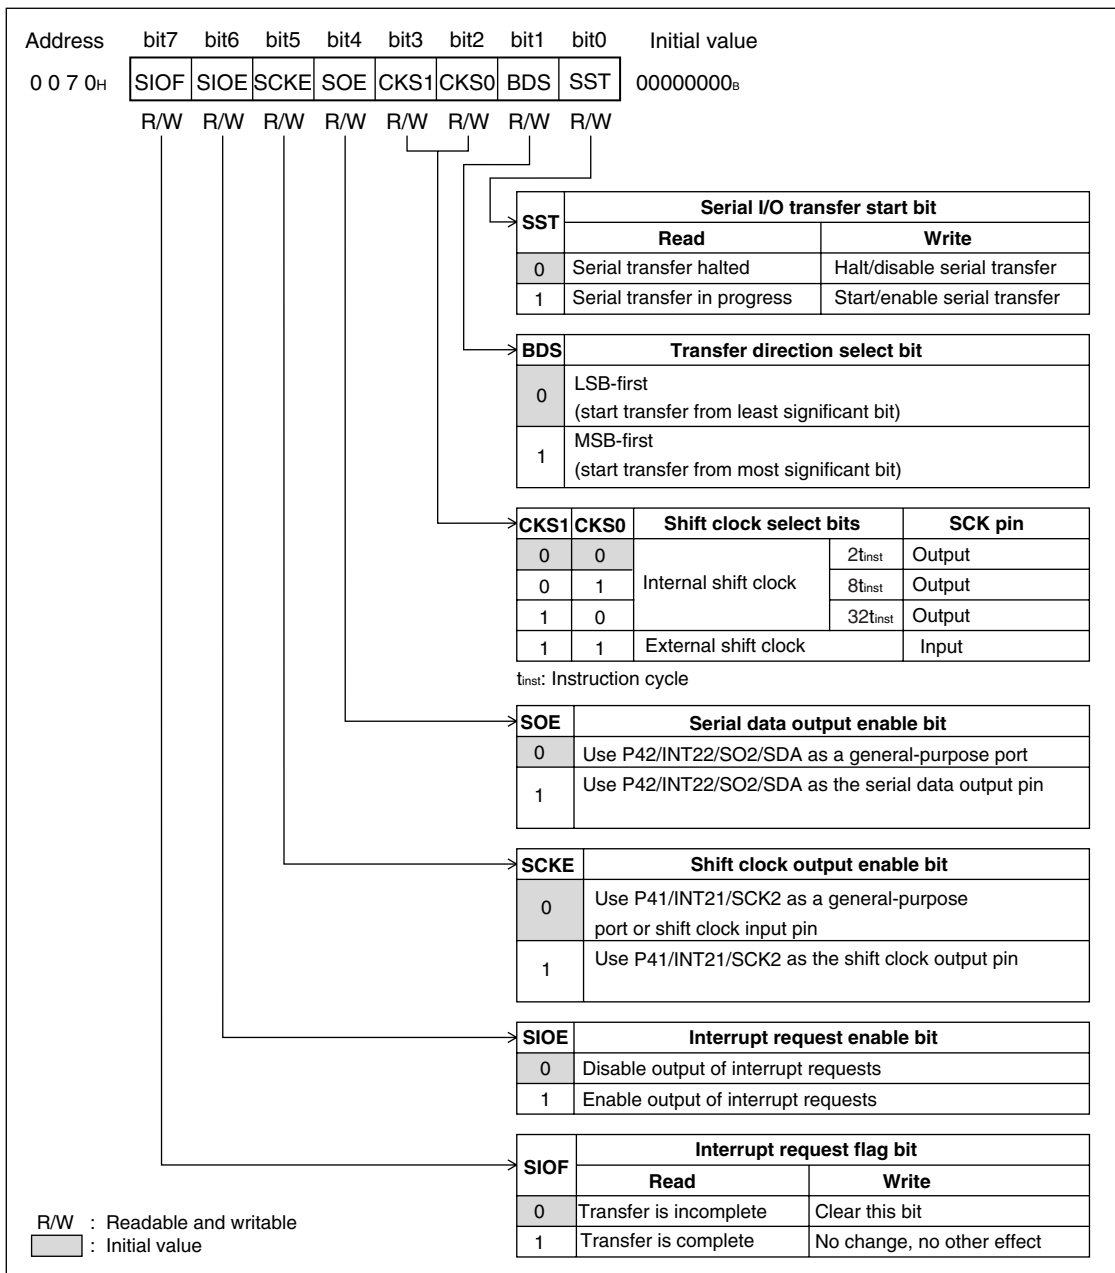 Address bit7 bit6 bit5 bit4 bit3 bit2 bit1 bit0 Initial value
0 0 7 0H SIOF SIOE SCKE SOE CKS1 CKS0 BDS SST 00000000B
R/W R/W R/W R/W R/W R/W R/W R/W
SST Serial I/O transfer start bit
Read Write
0 Serial transfer halted Halt/disable serial transfer
1 Serial transfer in progress Start/enable serial transfer
BDS Transfer direction select bit
0 LSB-first
(start transfer from least significant bit)
1 MSB-first
(start transfer from most significant bit)
CKS1 CKS0 Shift clock select bits SCK pin
0 0 Internal shift clock 2tinst Output
0 1 8tinst Output
1 0 32tinst Output
1 1 External shift clock Input
tinst: Instruction cycle
SOE Serial data output enable bit
0 Use P42/INT22/SO2/SDA as a general-purpose port
1 Use P42/INT22/SO2/SDA as the serial data output pin
SCKE Shift clock output enable bit
0 Use P41/INT21/SCK2 as a general-purpose
port or shift clock input pin
1 Use P41/INT21/SCK2 as the shift clock output pin
SIOE Interrupt request enable bit
0 Disable output of interrupt requests
1 Enable output of interrupt requests
SIOF Interrupt request flag bit
Read Write
0 Transfer is incomplete Clear this bit
1 Transfer is complete No change, no other effect
R/W : Readable and writable
: Initial value